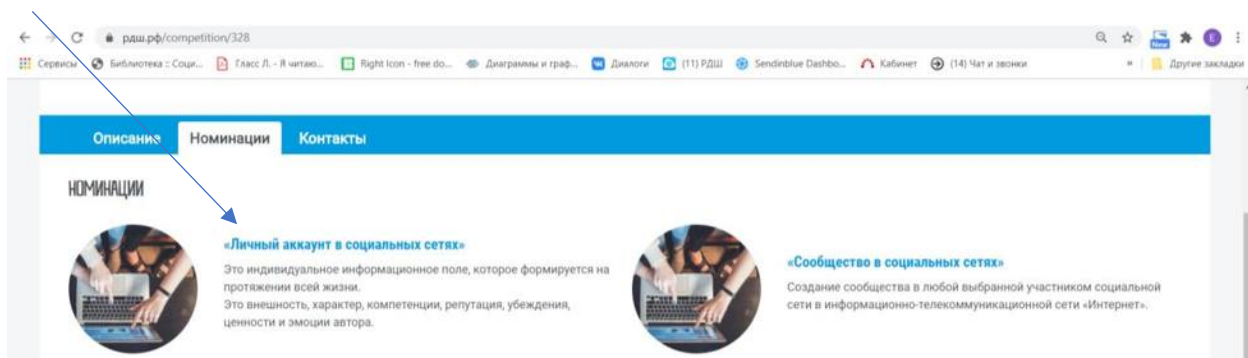 рдш.рф/competition/328
New
E
Сервисы Библиотека :: Соци... Гласс Л. - Я читаю... Right Icon - free do... Диаграммы и граф... Диалоги (11) РДШ Sendinblue Dashbo... Кабинет (14) Чат и звонки » Другие закладки
Описание Номинации Контакты
НОМИНАЦИИ
«Личный аккаунт в социальных сетях»
Это индивидуальное информационное поле, которое формируется на
протяжении всей жизни.
Это внешность, характер, компетенции, репутация, убеждения,
ценности и эмоции автора.
«Сообщество в социальных сетях»
Создание сообщества в любой выбранной участником социальной
сети в информационно-телекоммуникационной сети «Интернет».